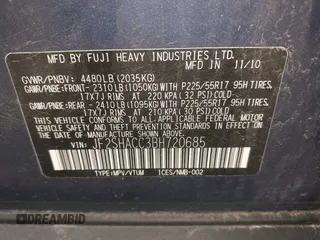 MFD. BY FUJI HEAVY INDUSTRIES LTD.
IN 11/10
GVWR/PNBV: 4480LB (2035KG)
GAWR/PNBE:FRONT- 2310LB(1050KG)WITH P225/55R17 95H TIRES,
17X7J RIMS AT 220 KPA( 32 PSI)COLD-
GAWR/PNBE:REAR - 2410LB(1095KG)WITH P225/55R17 95H TIRES,
17X7J RIMS AT 220 KPA( 32 PSI)COLD-
THIS VEHICLE CONFORMS TO ALL APPLICABLE FEDERAL MOTOR
VEHICLE SAFETY, BUMPER, AND THEFT PREVENTION STANDARDS
IN EFFECT ON THE DATE OF MANUFACTURE SHOWN ABOVE.
VIN: JF2SHACC3BH720685
TYPE:MPV/VTUM ICES/NMB-002
DREAMBID